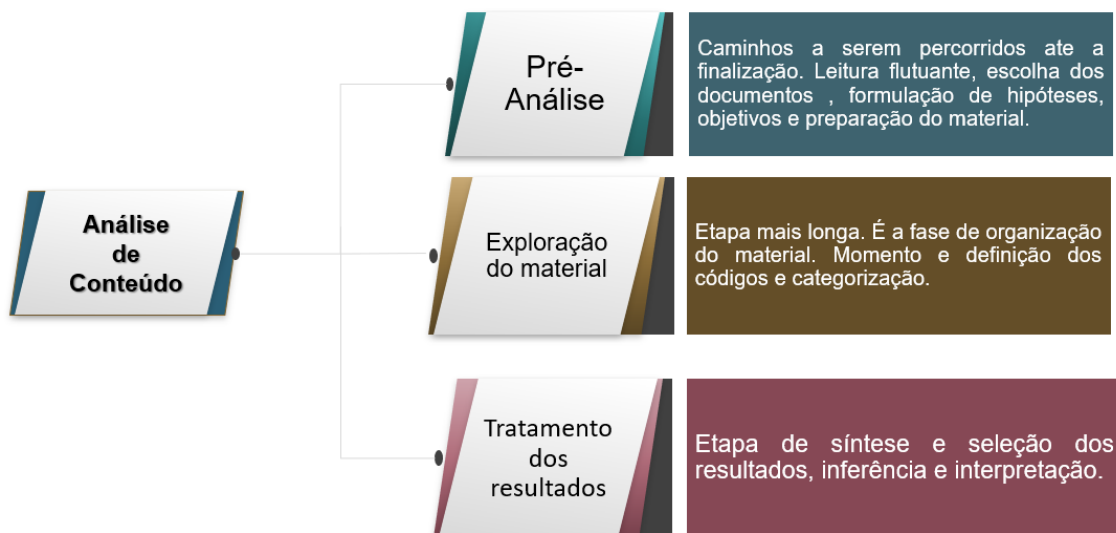 Análise
de
Conteúdo
Pré-
Análise
Caminhos a serem percorridos ate a
finalização. Leitura flutuante, escolha dos
documentos , formulação de hipóteses,
objetivos e preparação do material.
Exploração
do material
Etapa mais longa. É a fase de organização
do material. Momento e definição dos
códigos e categorização.
Tratamento
dos
resultados
Etapa de síntese e seleção dos
resultados, inferência e interpretação.